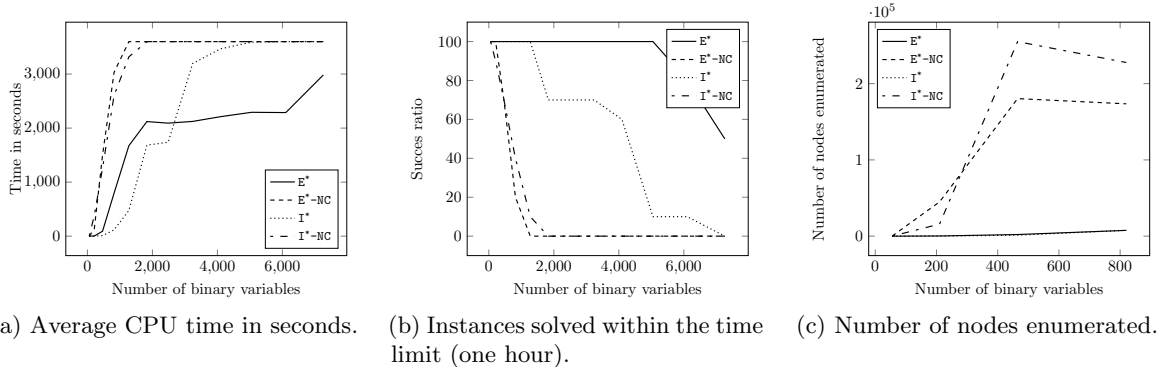 Time in seconds
3,000
2,000
1,000
0
0
2,000
4,000
6,000
Number of binary variables
E*
E*-NC
I*
I*-NC
a) Average CPU time in seconds.
Succes ratio
100
80
60
40
20
0
0
2,000
4,000
6,000
Number of binary variables
E*
E*-NC
I*
I*-NC
(b) Instances solved within the time
limit (one hour).
Number of nodes enumerated
·10⁵
2
1
0
0
200
400
600
800
Number of binary variables
E*
E*-NC
I*
I*-NC
(c) Number of nodes enumerated.